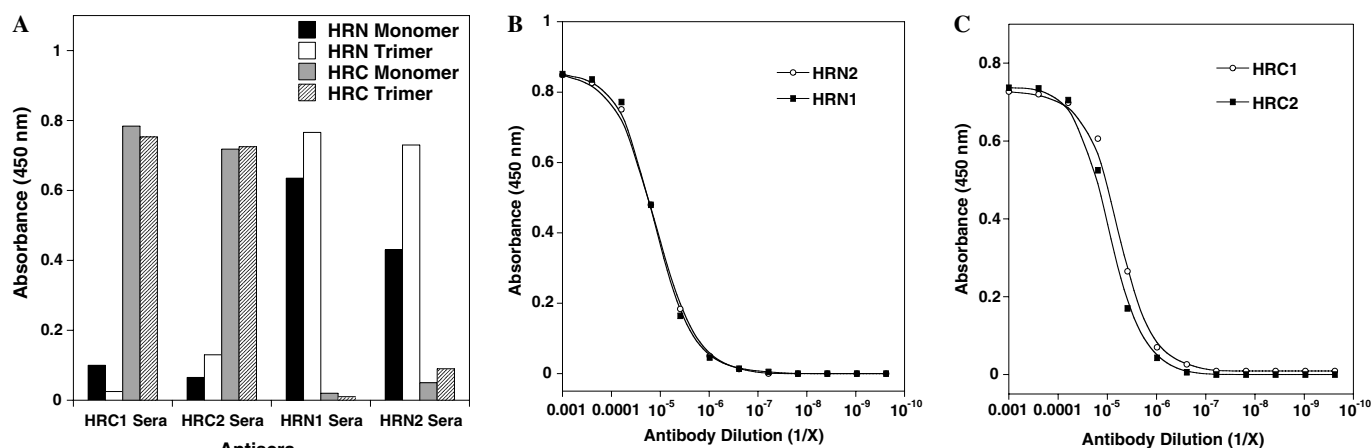 A
HRN Monomer
HRN Trimer
HRC Monomer
HRC Trimer
Absorbance (450 nm)
1
0.8
0.6
0.4
0.2
0
HRC1 Sera
HRC2 Sera
HRN1 Sera
HRN2 Sera
Antisera
B
HRN2
HRN1
Absorbance (450 nm)
1
0.8
0.6
0.4
0.2
0
0.001
0.0001
10⁻⁵
10⁻⁶
10⁻⁷
10⁻⁸
10⁻⁹
10⁻¹⁰
Antibody Dilution (1/X)
C
HRC1
HRC2
Absorbance (450 nm)
0.8
0.6
0.4
0.2
0
0.001
0.0001
10⁻⁵
10⁻⁶
10⁻⁷
10⁻⁸
10⁻⁹
10⁻¹⁰
Antibody Dilution (1/X)